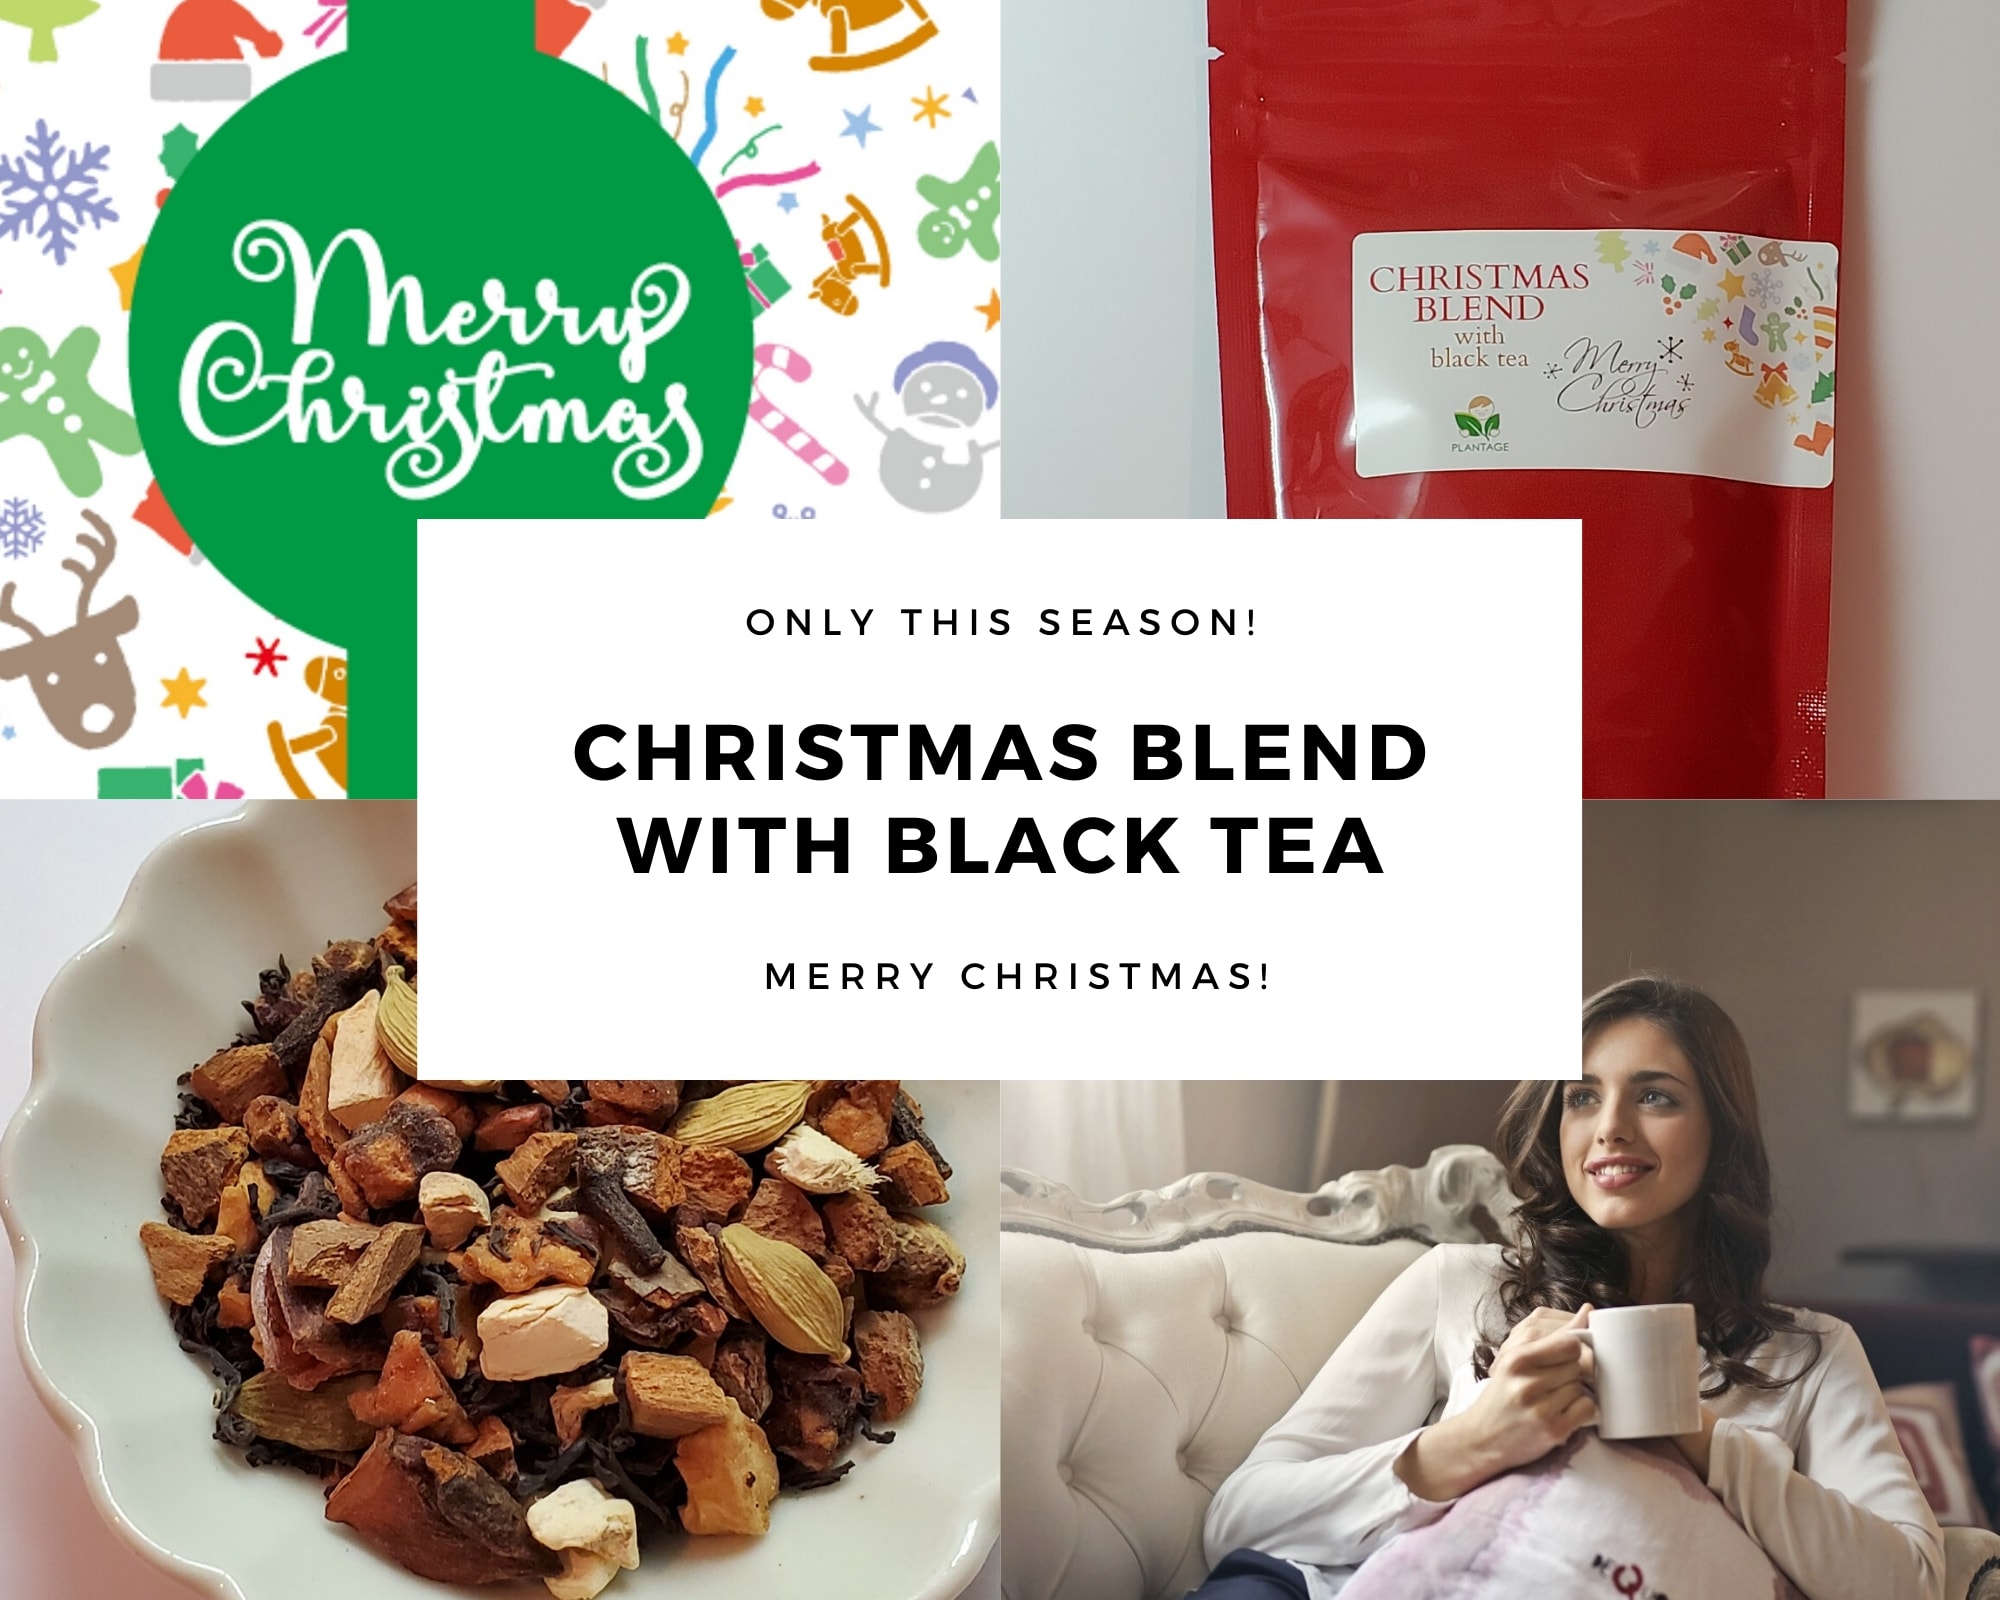 Merry
Christmas
CHRISTMAS
BLEND
with
black tea
Merry
Christmas
PLANTAGE
ONLY THIS SEASON!
CHRISTMAS BLEND
WITH BLACK TEA
MERRY CHRISTMAS!